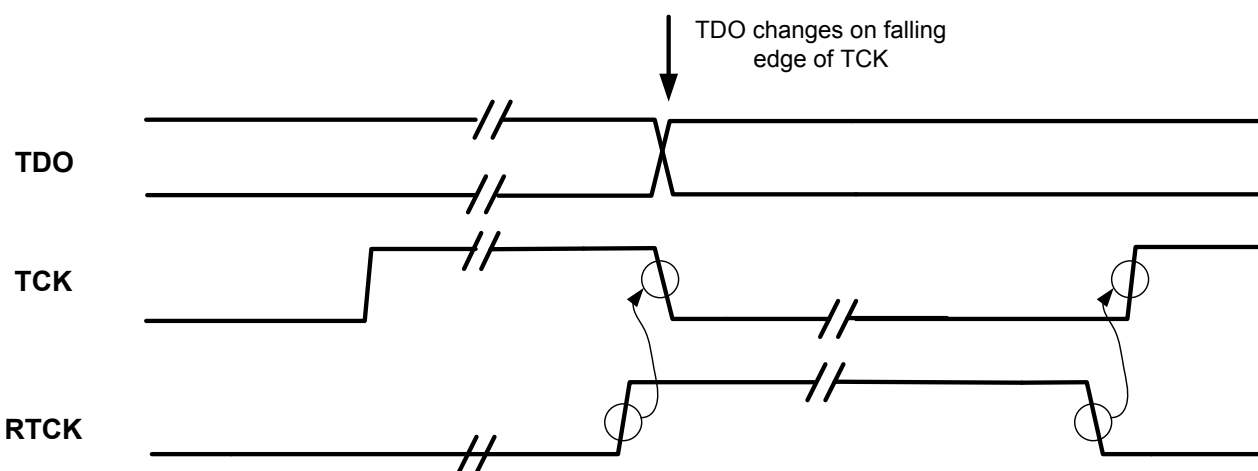 TDO changes on falling
edge of TCK
TDO
TCK
RTCK